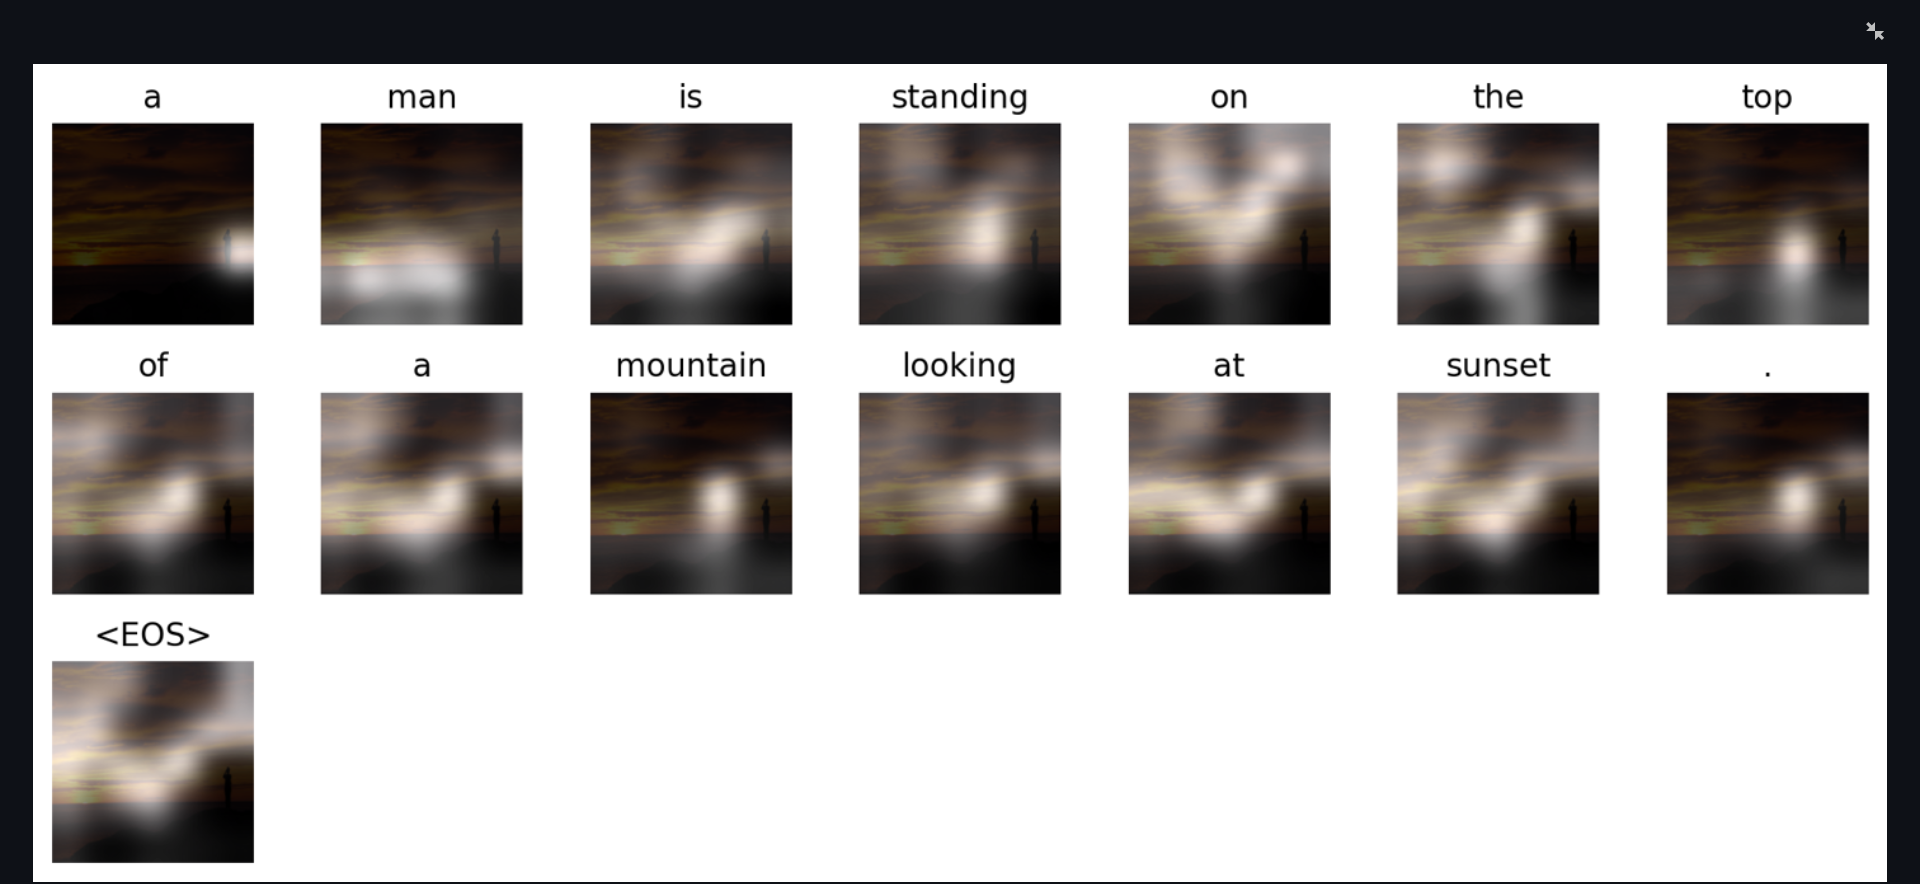 a man is standing on the top
of a mountain looking at sunset .
<EOS>